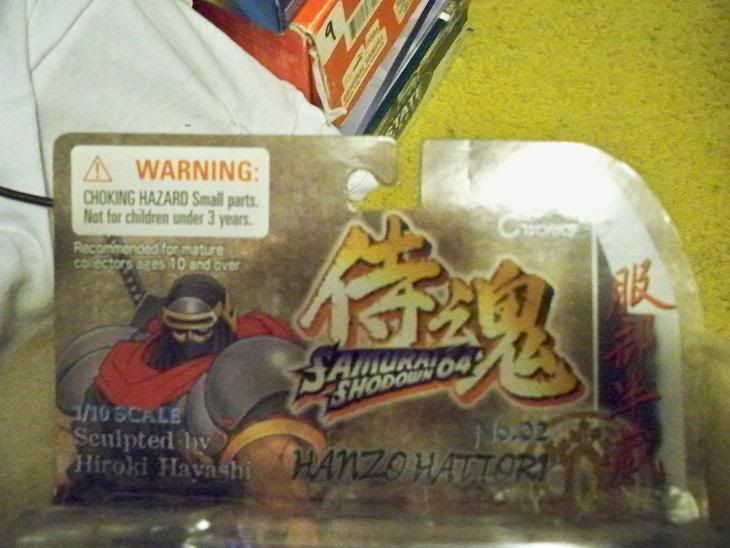 9
STATE
WARNING:
CHOKING HAZARD Small parts.
Not for children under 3 years.
Recommended for mature
collectors ages 10 and over
侍魂
SAMURAI
SHODOWN 04'
1/10 SCALE
Sculpted by
Hiroki Hayashi
No.02
HANZO HATTORI
服部半蔵